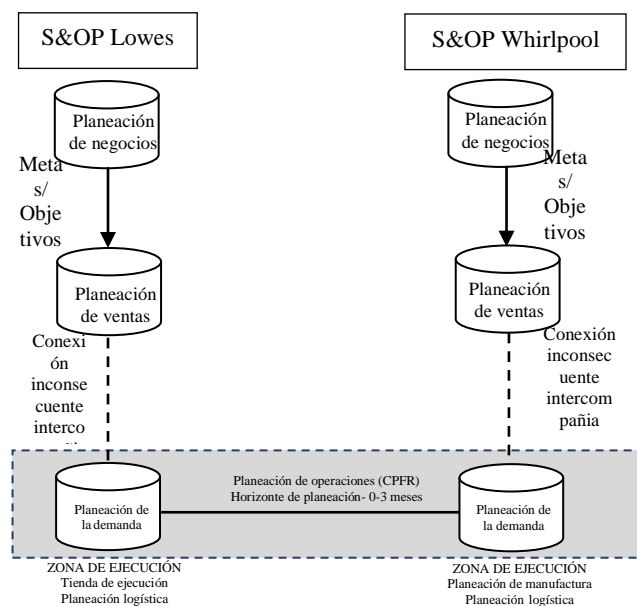 S&OP Lowes
S&OP Whirlpool
Planeación
de negocios
Planeación
de negocios
Meta
s/
Obje
tivos
Meta
s/
Obje
tivos
Planeación
de ventas
Planeación
de ventas
Conexi
ón
inconse
cuente
interco
Conexión
inconsec
uente
intercom
pañia
Planeación de operaciones (CPFR)
Horizonte de planeación- 0-3 meses
Planeación de
la demanda
Planeación de
la demanda
ZONA DE EJECUCIÓN
Tienda de ejecución
Planeación logística
ZONA DE EJECUCIÓN
Planeación de manufactura
Planeación logística